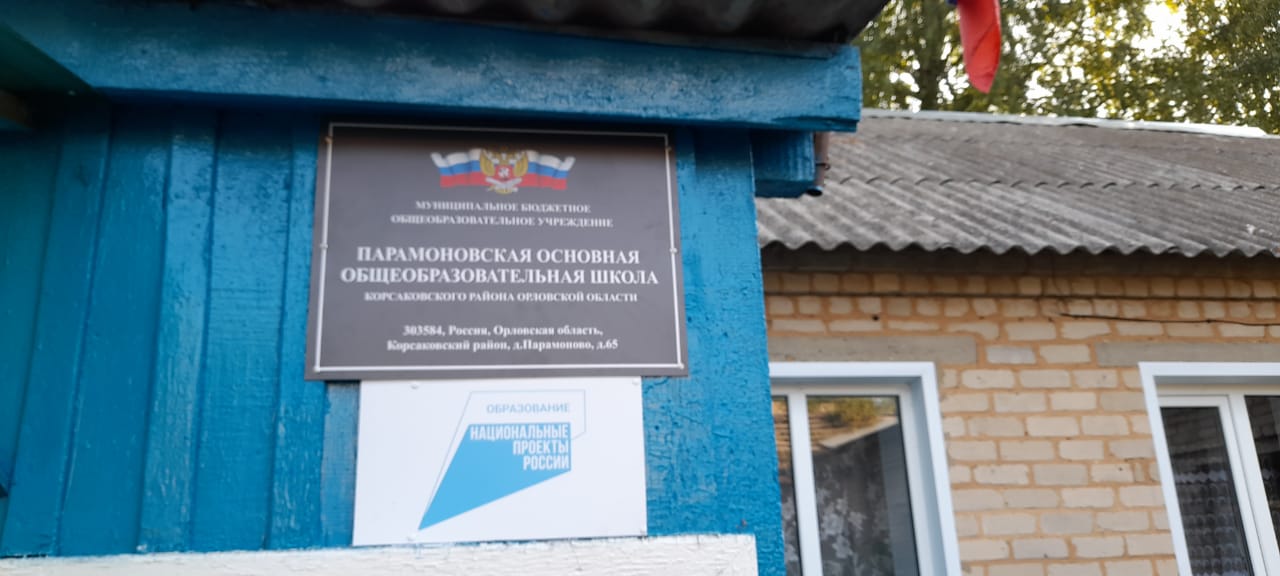 МУНИЦИПАЛЬНОЕ БЮДЖЕТНОЕ
ОБЩЕОБРАЗОВАТЕЛЬНОЕ УЧРЕЖДЕНИЕ
ПАРАМОНОВСКАЯ ОСНОВНАЯ
ОБЩЕОБРАЗОВАТЕЛЬНАЯ ШКОЛА
КОРСАКОВСКОГО РАЙОНА ОРЛОВСКОЙ ОБЛАСТИ
303584, Россия, Орловская область,
Корсаковский район, д.Парамоново, д.65
ОБРАЗОВАНИЕ
НАЦИОНАЛЬНЫЕ
ПРОЕКТЫ
РОССИИ